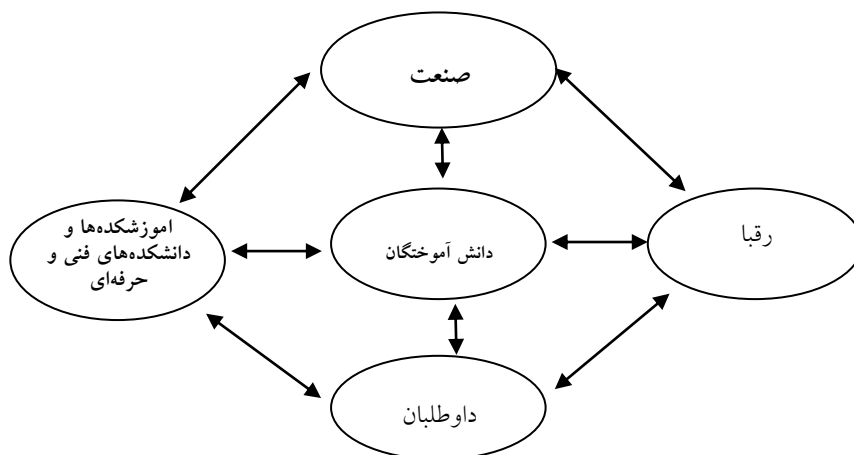 صنعت
رقبا
دانش آموختگان
اموزشکده‌ها و
دانشکده‌های فنی و
حرفه‌ای
داوطلبان